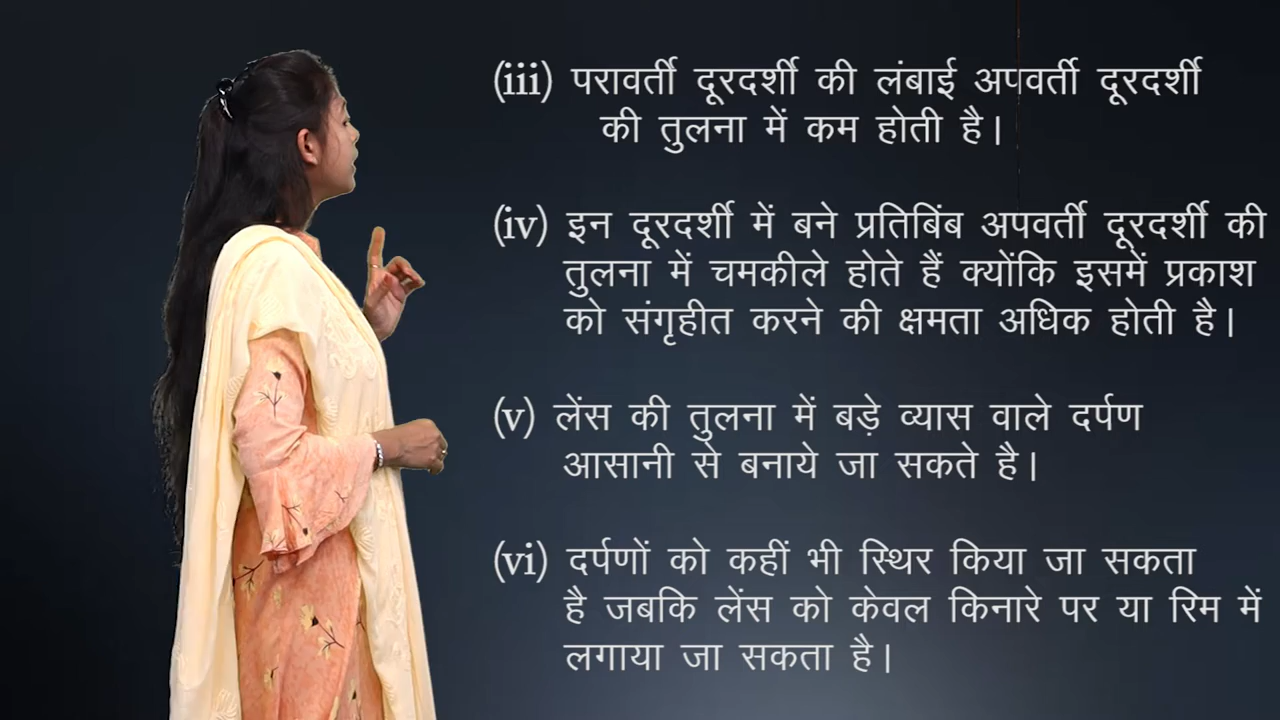 (iii) परावर्ती दूरदर्शी की लंबाई अपवर्ती दूरदर्शी
की तुलना में कम होती है।
(iv) इन दूरदर्शी में बने प्रतिबिंब अपवर्ती दूरदर्शी की
तुलना में चमकीले होते हैं क्योंकि इसमें प्रकाश
को संगृहीत करने की क्षमता अधिक होती है।
(v) लेंस की तुलना में बड़े व्यास वाले दर्पण
आसानी से बनाये जा सकते है।
(vi) दर्पणों को कहीं भी स्थिर किया जा सकता
है जबकि लेंस को केवल किनारे पर या रिम में
लगाया जा सकता है।